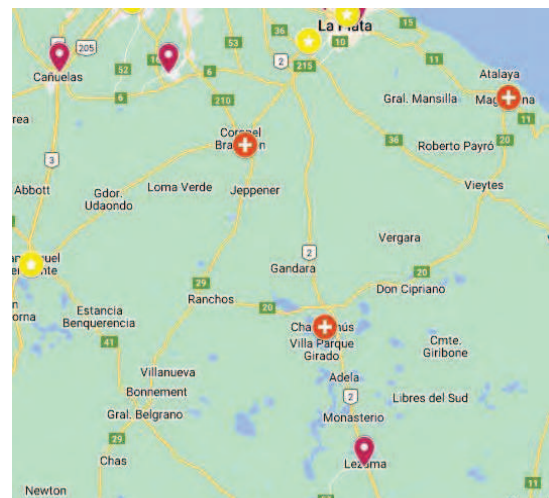 La Plata
15
205
36
53
2
10
Cañuelas
52
6
215
11
Atalaya
6
210
Gral. Mansilla
11
Coronel
36
20
3
Roberto Payró
Abbott
Loma Verde
Jeppener
Vieytes
Gdor.
Udaondo
Vergara
2
Gandara
20
29
Don Cipriano
Ranchos
20
Estancia
Benquerencia
Villa Parque
Girado
Cmte.
Giribone
41
Villanueva
Adela
Bonnement
2
Libres del Sud
Gral. Belgrano
Monasterio
29
Chas
Lezama
11
Newton